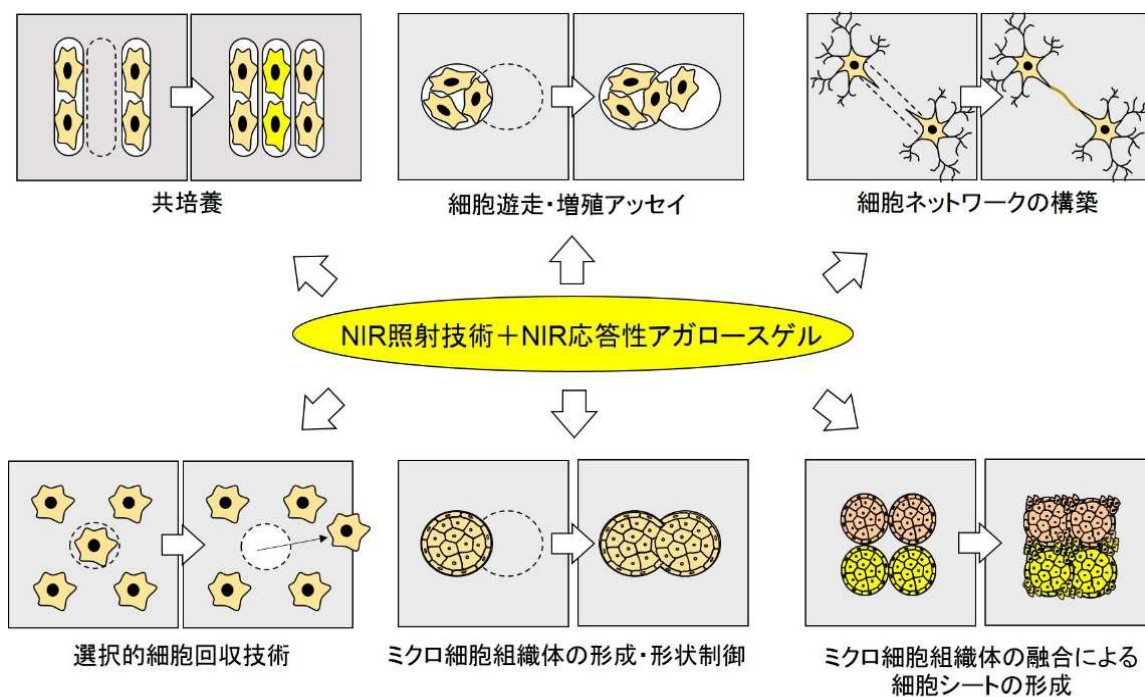 共培養
細胞遊走・増殖アッセイ
細胞ネットワークの構築
NIR照射技術＋NIR応答性アガロースゲル
選択的細胞回収技術
ミクロ細胞組織体の形成・形状制御
ミクロ細胞組織体の融合による
細胞シートの形成